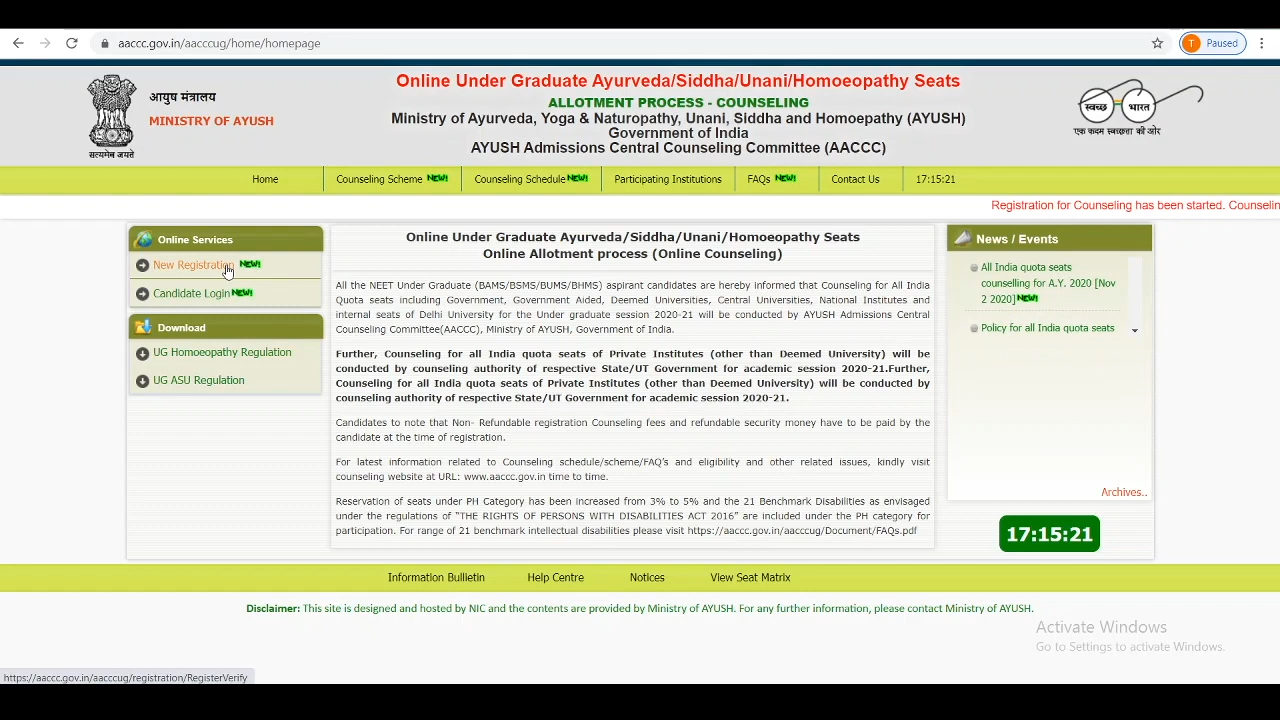 aaccc.gov.in/aacccug/home/homepage
T Paused
सत्यमेव जयते
आयुष मंत्रालय
MINISTRY OF AYUSH
Online Under Graduate Ayurveda/Siddha/Unani/Homoeopathy Seats
ALLOTMENT PROCESS - COUNSELING
Ministry of Ayurveda, Yoga & Naturopathy, Unani, Siddha and Homoepathy (AYUSH)
Government of India
AYUSH Admissions Central Counseling Committee (AACCC)
स्वच्छ भारत
एक कदम स्वच्छता की ओर
Home Counseling Scheme NEW! Counseling Schedule NEW! Participating Institutions FAQs NEW! Contact Us 17:15:21
Registration for Counseling has been started. Counselin
Online Services
New Registration NEW!
Candidate Login NEW!
Download
UG Homoeopathy Regulation
UG ASU Regulation
Online Under Graduate Ayurveda/Siddha/Unani/Homoeopathy Seats
Online Allotment process (Online Counseling)
All the NEET Under Graduate (BAMS/BSMS/BUMS/BHMS) aspirant candidates are hereby informed that Counseling for All India
Quota seats including Government, Government Aided, Deemed Universities, Central Universities, National Institutes and
internal seats of Delhi University for the Under graduate session 2020-21 will be conducted by AYUSH Admissions Central
Counseling Committee(AACCC), Ministry of AYUSH, Government of India.
Further, Counseling for all India quota seats of Private Institutes (other than Deemed University) will be
conducted by counseling authority of respective State/UT Government for academic session 2020-21.Further,
Counseling for all India quota seats of Private Institutes (other than Deemed University) will be conducted by
counseling authority of respective State/UT Government for academic session 2020-21.
Candidates to note that Non- Refundable registration Counseling fees and refundable security money have to be paid by the
candidate at the time of registration.
For latest information related to Counseling schedule/scheme/FAQ's and eligibility and other related issues, kindly visit
counseling website at URL: www.aaccc.gov.in time to time.
Reservation of seats under PH Category has been increased from 3% to 5% and the 21 Benchmark Disabilities as envisaged
under the regulations of "THE RIGHTS OF PERSONS WITH DISABILITIES ACT 2016" are included under the PH category for
participation. For range of 21 benchmark intellectual disabilities please visit https://aaccc.gov.in/aacccug/Document/FAQs.pdf
News / Events
All India quota seats
counselling for A.Y. 2020 [Nov
2 2020] NEW!
Policy for all India quota seats
Archives..
17:15:21
Information Bulletin Help Centre Notices View Seat Matrix
Disclaimer: This site is designed and hosted by NIC and the contents are provided by Ministry of AYUSH. For any further information, please contact Ministry of AYUSH.
Activate Windows
Go to Settings to activate Windows.
https://aaccc.gov.in/aacccug/registration/RegisterVerify